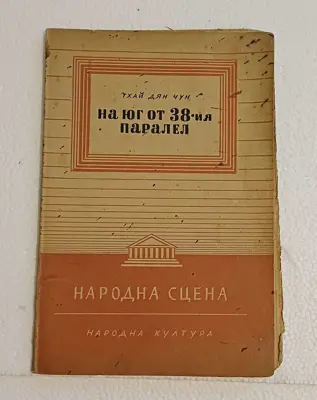 ТХАЙ ДЯН ЧУН
НА ЮГ ОТ 38-ИЯ
ПАРАЛЕЛ
НАРОДНА СЦЕНА
НАРОДНА КУЛТУРА